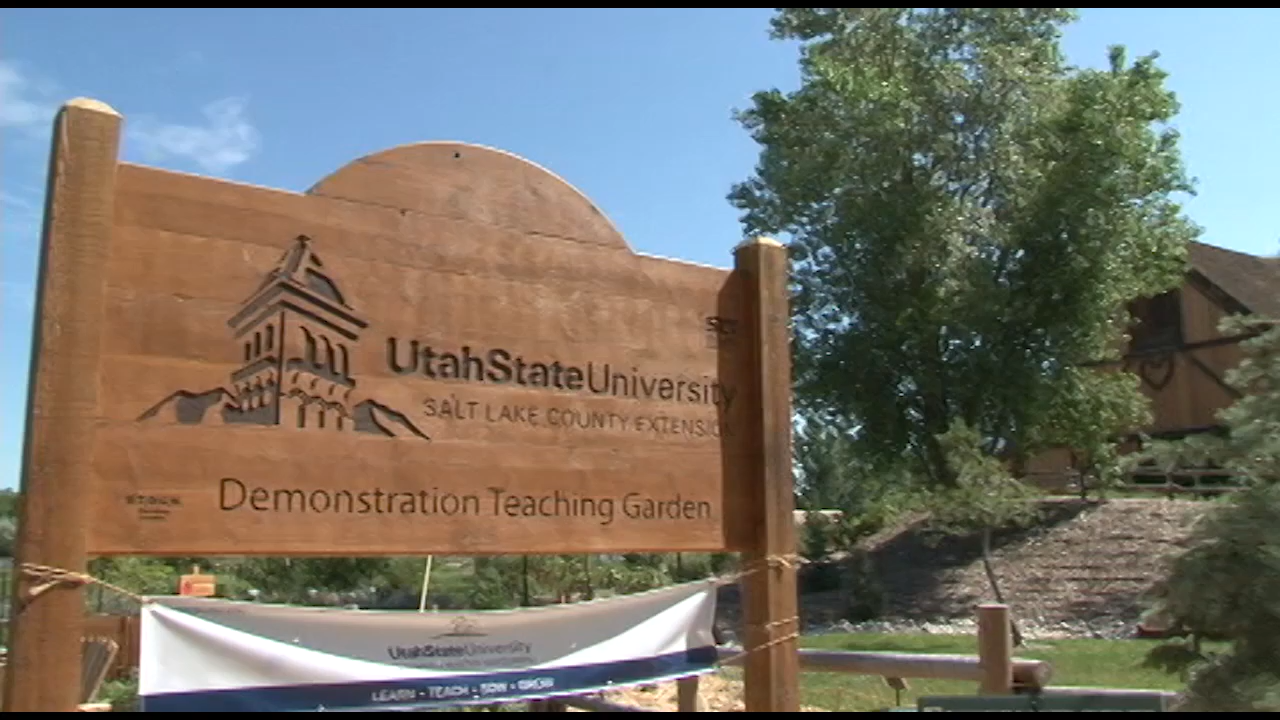 UtahStateUniversity
SALT LAKE COUNTY EXTENSION
Demonstration Teaching Garden
UtahStateUniversity
LEARN - TEACH - SOW - GROW